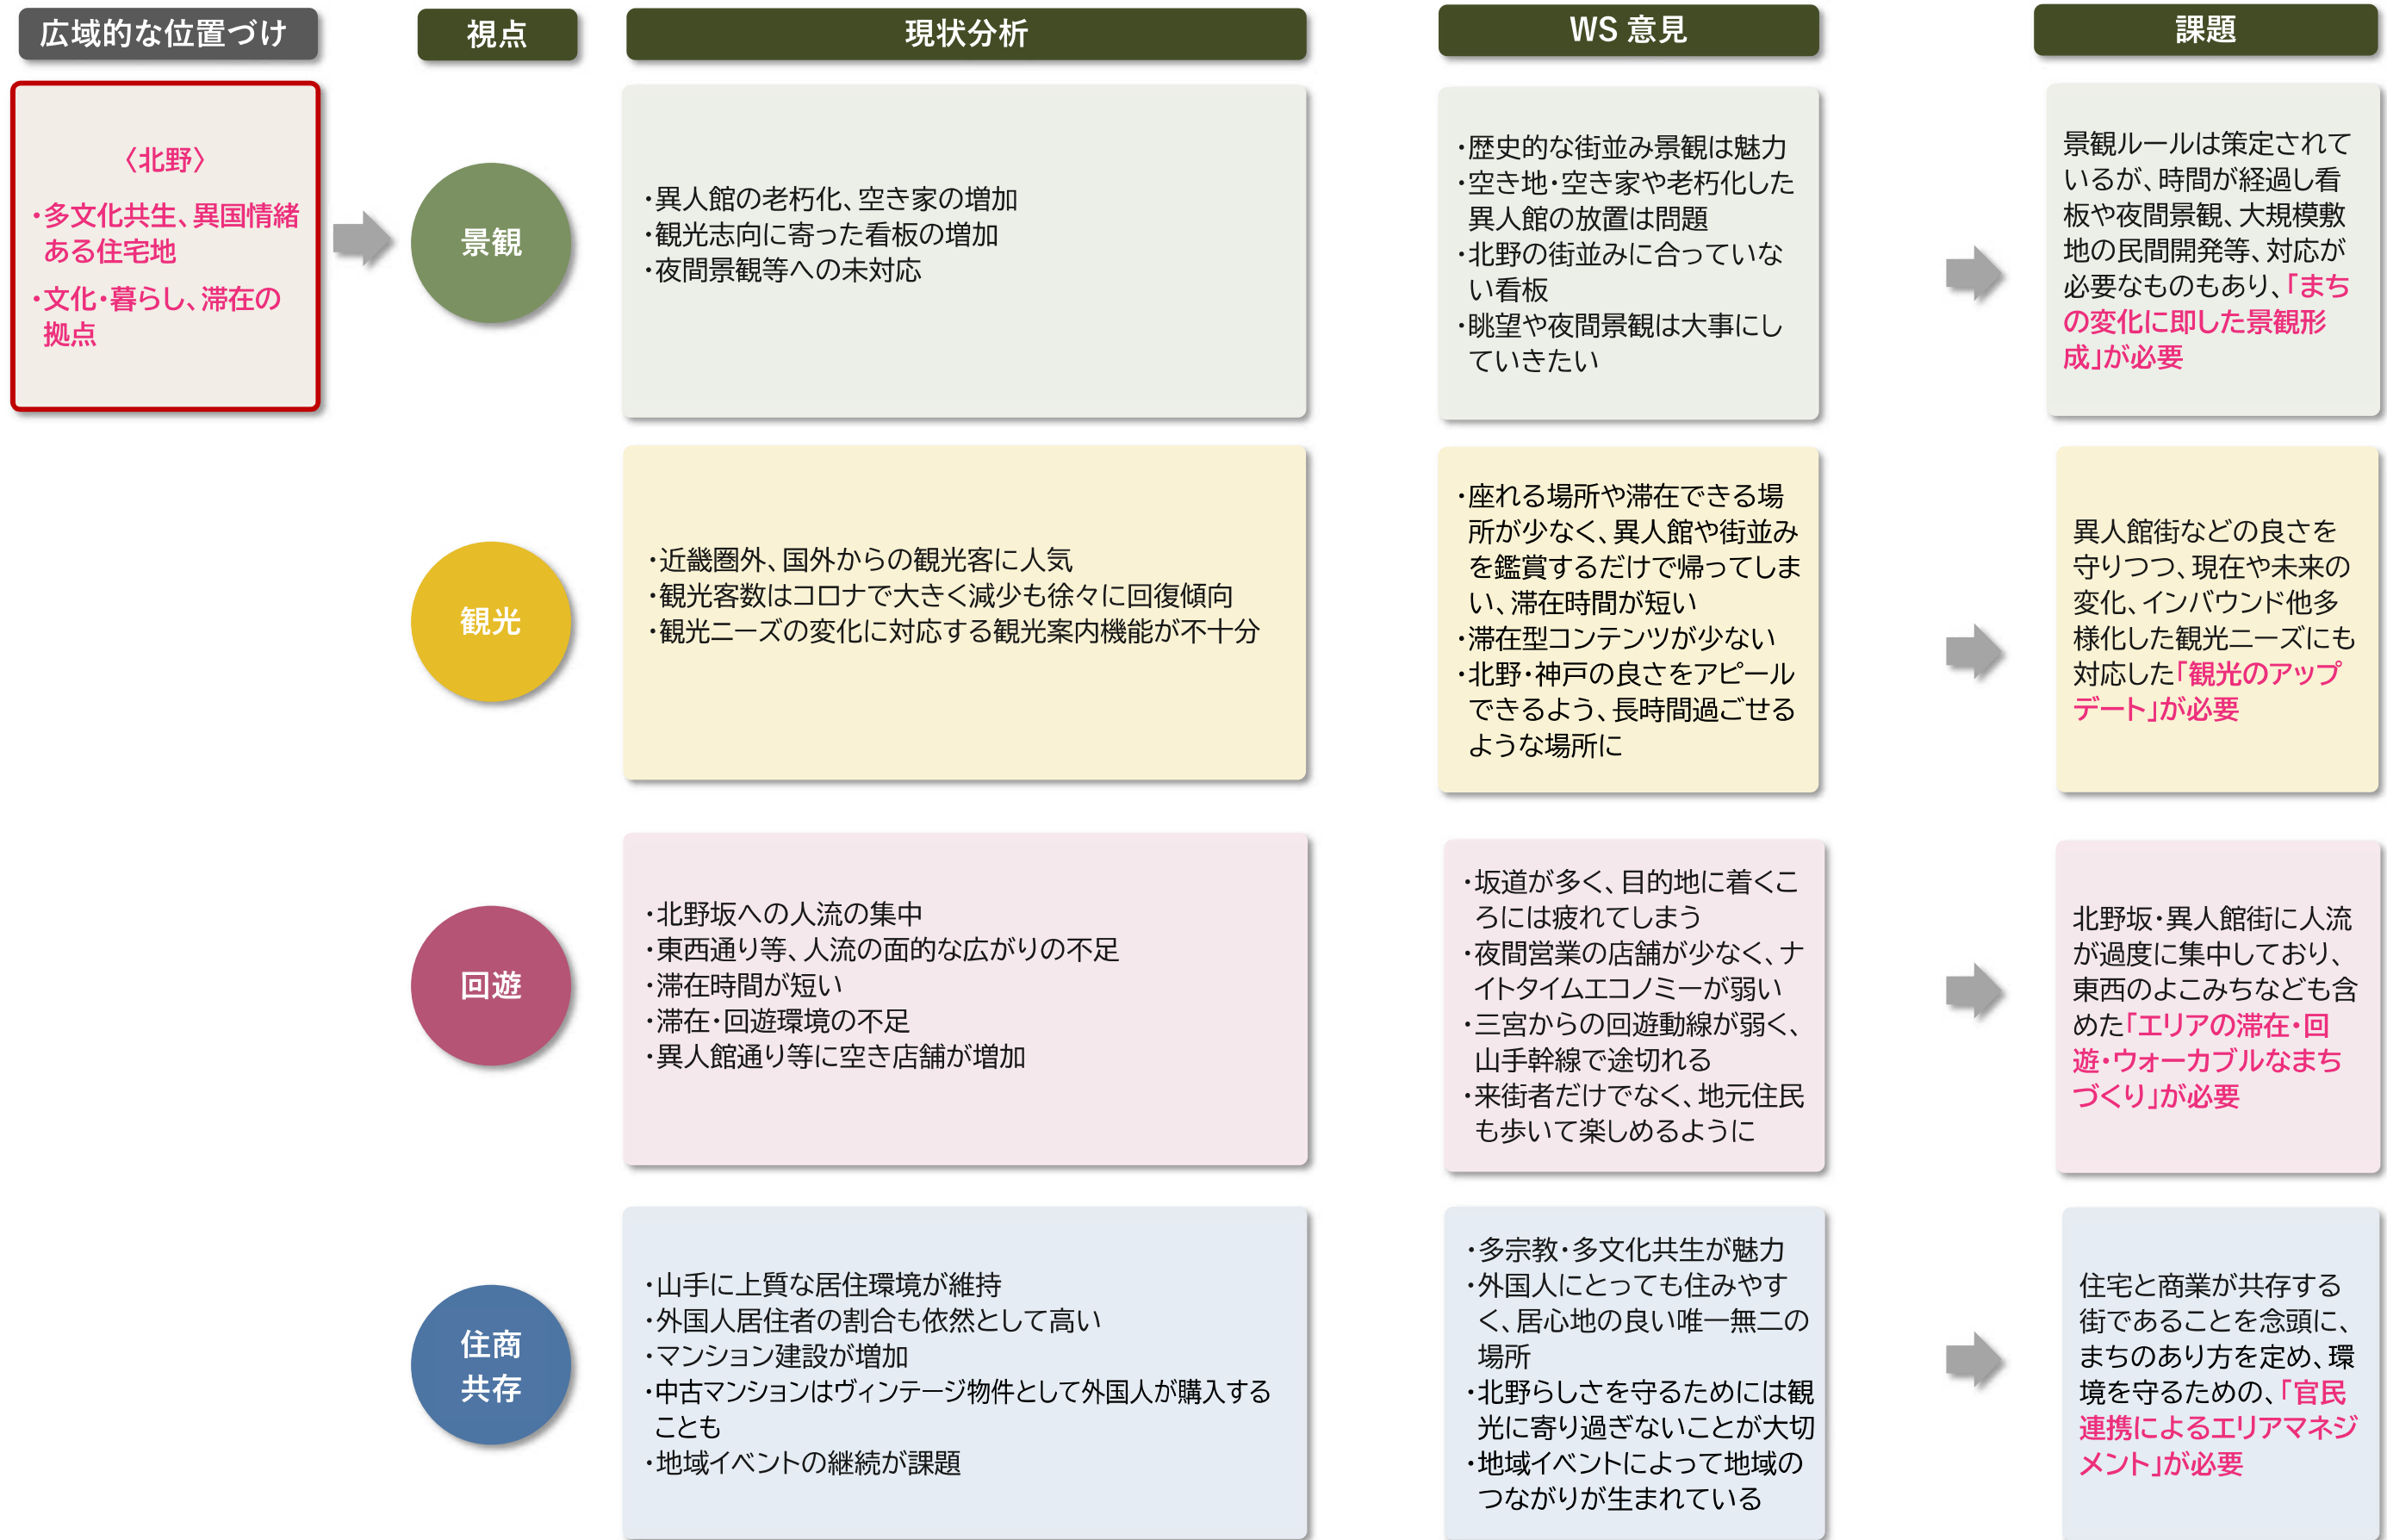 広域的な位置づけ
視点
現状分析
WS 意見
課題
〈北野〉
・多文化共生、異国情緒
ある住宅地
・文化・暮らし、滞在の
拠点
景観
・異人館の老朽化、空き家の増加
・観光志向に寄った看板の増加
・夜間景観等への未対応
・歴史的な街並み景観は魅力
・空き地・空き家や老朽化した
異人館の放置は問題
・北野の街並みに合っていな
い看板
・眺望や夜間景観は大事にし
ていきたい
景観ルールは策定されて
いるが、時間が経過し看
板や夜間景観、大規模敷
地の民間開発等、対応が
必要なものもあり、「まち
の変化に即した景観形
成」が必要
観光
・近畿圏外、国外からの観光客に人気
・観光客数はコロナで大きく減少も徐々に回復傾向
・観光ニーズの変化に対応する観光案内機能が不十分
・座れる場所や滞在できる場
所が少なく、異人館や街並み
を鑑賞するだけで帰ってしま
い、滞在時間が短い
・滞在型コンテンツが少ない
・北野・神戸の良さをアピール
できるよう、長時間過ごせる
ような場所に
異人館街などの良さを
守りつつ、現在や未来の
変化、インバウンド他多
様化した観光ニーズにも
対応した「観光のアップ
デート」が必要
回遊
・北野坂への人流の集中
・東西通り等、人流の面的な広がりの不足
・滞在時間が短い
・滞在・回遊環境の不足
・異人館通り等に空き店舗が増加
・坂道が多く、目的地に着くこ
ろには疲れてしまう
・夜間営業の店舗が少なく、ナ
イトタイムエコノミーが弱い
・三宮からの回遊動線が弱く、
山手幹線で途切れる
・来街者だけでなく、地元住民
も歩いて楽しめるように
北野坂・異人館街に人流
が過度に集中しており、
東西のよこみちなども含
めた「エリアの滞在・回
遊・ウォーカブルなまち
づくり」が必要
住商
共存
・山手に上質な居住環境が維持
・外国人居住者の割合も依然として高い
・マンション建設が増加
・中古マンションはヴィンテージ物件として外国人が購入する
ことも
・地域イベントの継続が課題
・多宗教・多文化共生が魅力
・外国人にとっても住みやす
く、居心地の良い唯一無二の
場所
・北野らしさを守るためには観
光に寄り過ぎないことが大切
・地域イベントによって地域の
つながりが生まれている
住宅と商業が共存する
街であることを念頭に、
まちのあり方を定め、環
境を守るための、「官民
連携によるエリアマネジ
メント」が必要